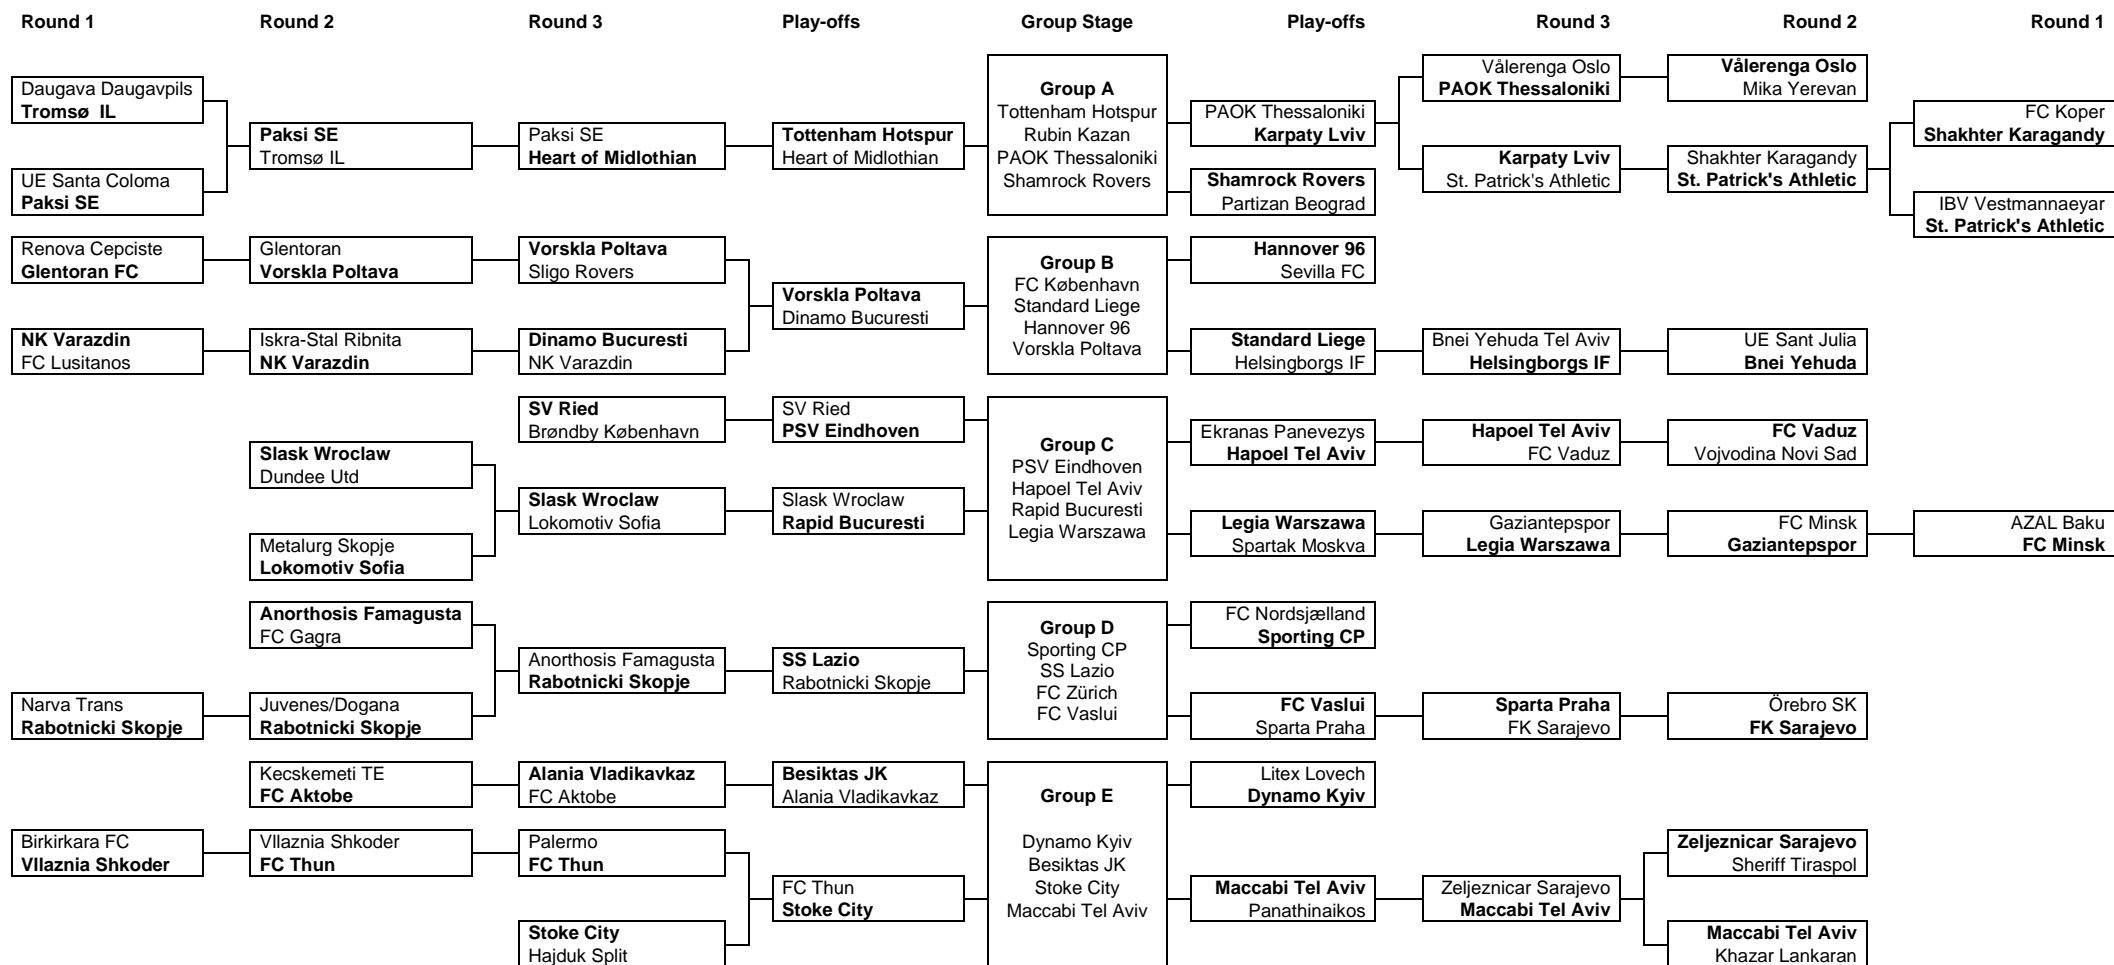 Round 1
Round 2
Round 3
Play-offs
Group Stage
Play-offs
Round 3
Round 2
Round 1
Daugava Daugavpils
Tromsø IL
UE Santa Coloma
Paksi SE
Renova Cepciste
Glentoran FC
NK Varazdin
FC Lusitanos
Narva Trans
Rabotnicki Skopje
Birkirkara FC
Vllaznia Shkoder
Paksi SE
Tromsø IL
Glentoran
Vorskla Poltava
Iskra-Stal Ribnita
NK Varazdin
Slask Wroclaw
Dundee Utd
Metalurg Skopje
Lokomotiv Sofia
Anorthosis Famagusta
FC Gagra
Juvenes/Dogana
Rabotnicki Skopje
Kecskemeti TE
FC Aktobe
Vllaznia Shkoder
FC Thun
Paksi SE
Heart of Midlothian
Vorskla Poltava
Sligo Rovers
Dinamo Bucuresti
NK Varazdin
SV Ried
Brøndby København
Slask Wroclaw
Lokomotiv Sofia
Anorthosis Famagusta
Rabotnicki Skopje
Alania Vladikavkaz
FC Aktobe
Palermo
FC Thun
Stoke City
Hajduk Split
Tottenham Hotspur
Heart of Midlothian
Vorskla Poltava
Dinamo Bucuresti
SV Ried
PSV Eindhoven
Slask Wroclaw
Rapid Bucuresti
SS Lazio
Rabotnicki Skopje
Besiktas JK
Alania Vladikavkaz
FC Thun
Stoke City
Group A
Tottenham Hotspur
Rubin Kazan
PAOK Thessaloniki
Shamrock Rovers
Group B
FC København
Standard Liege
Hannover 96
Vorskla Poltava
Group C
PSV Eindhoven
Hapoel Tel Aviv
Rapid Bucuresti
Legia Warszawa
Group D
Sporting CP
SS Lazio
FC Zürich
FC Vaslui
Group E
Dynamo Kyiv
Besiktas JK
Stoke City
Maccabi Tel Aviv
PAOK Thessaloniki
Karpaty Lviv
Shamrock Rovers
Partizan Beograd
Hannover 96
Sevilla FC
Standard Liege
Helsingborgs IF
Ekranas Panevezys
Hapoel Tel Aviv
Legia Warszawa
Spartak Moskva
FC Nordsjælland
Sporting CP
FC Vaslui
Sparta Praha
Litex Lovech
Dynamo Kyiv
Maccabi Tel Aviv
Panathinaikos
Vålerenga Oslo
PAOK Thessaloniki
Karpaty Lviv
St. Patrick's Athletic
Bnei Yehuda Tel Aviv
Helsingborgs IF
Hapoel Tel Aviv
FC Vaduz
Gaziantepspor
Legia Warszawa
Sparta Praha
FK Sarajevo
Zeljeznicar Sarajevo
Maccabi Tel Aviv
Vålerenga Oslo
Mika Yerevan
Shakhter Karagandy
St. Patrick's Athletic
UE Sant Julia
Bnei Yehuda
FC Vaduz
Vojvodina Novi Sad
FC Minsk
Gaziantepspor
Örebro SK
FK Sarajevo
Zeljeznicar Sarajevo
Sheriff Tiraspol
Maccabi Tel Aviv
Khazar Lankaran
FC Koper
Shakhter Karagandy
IBV Vestmannaeyar
St. Patrick's Athletic
AZAL Baku
FC Minsk